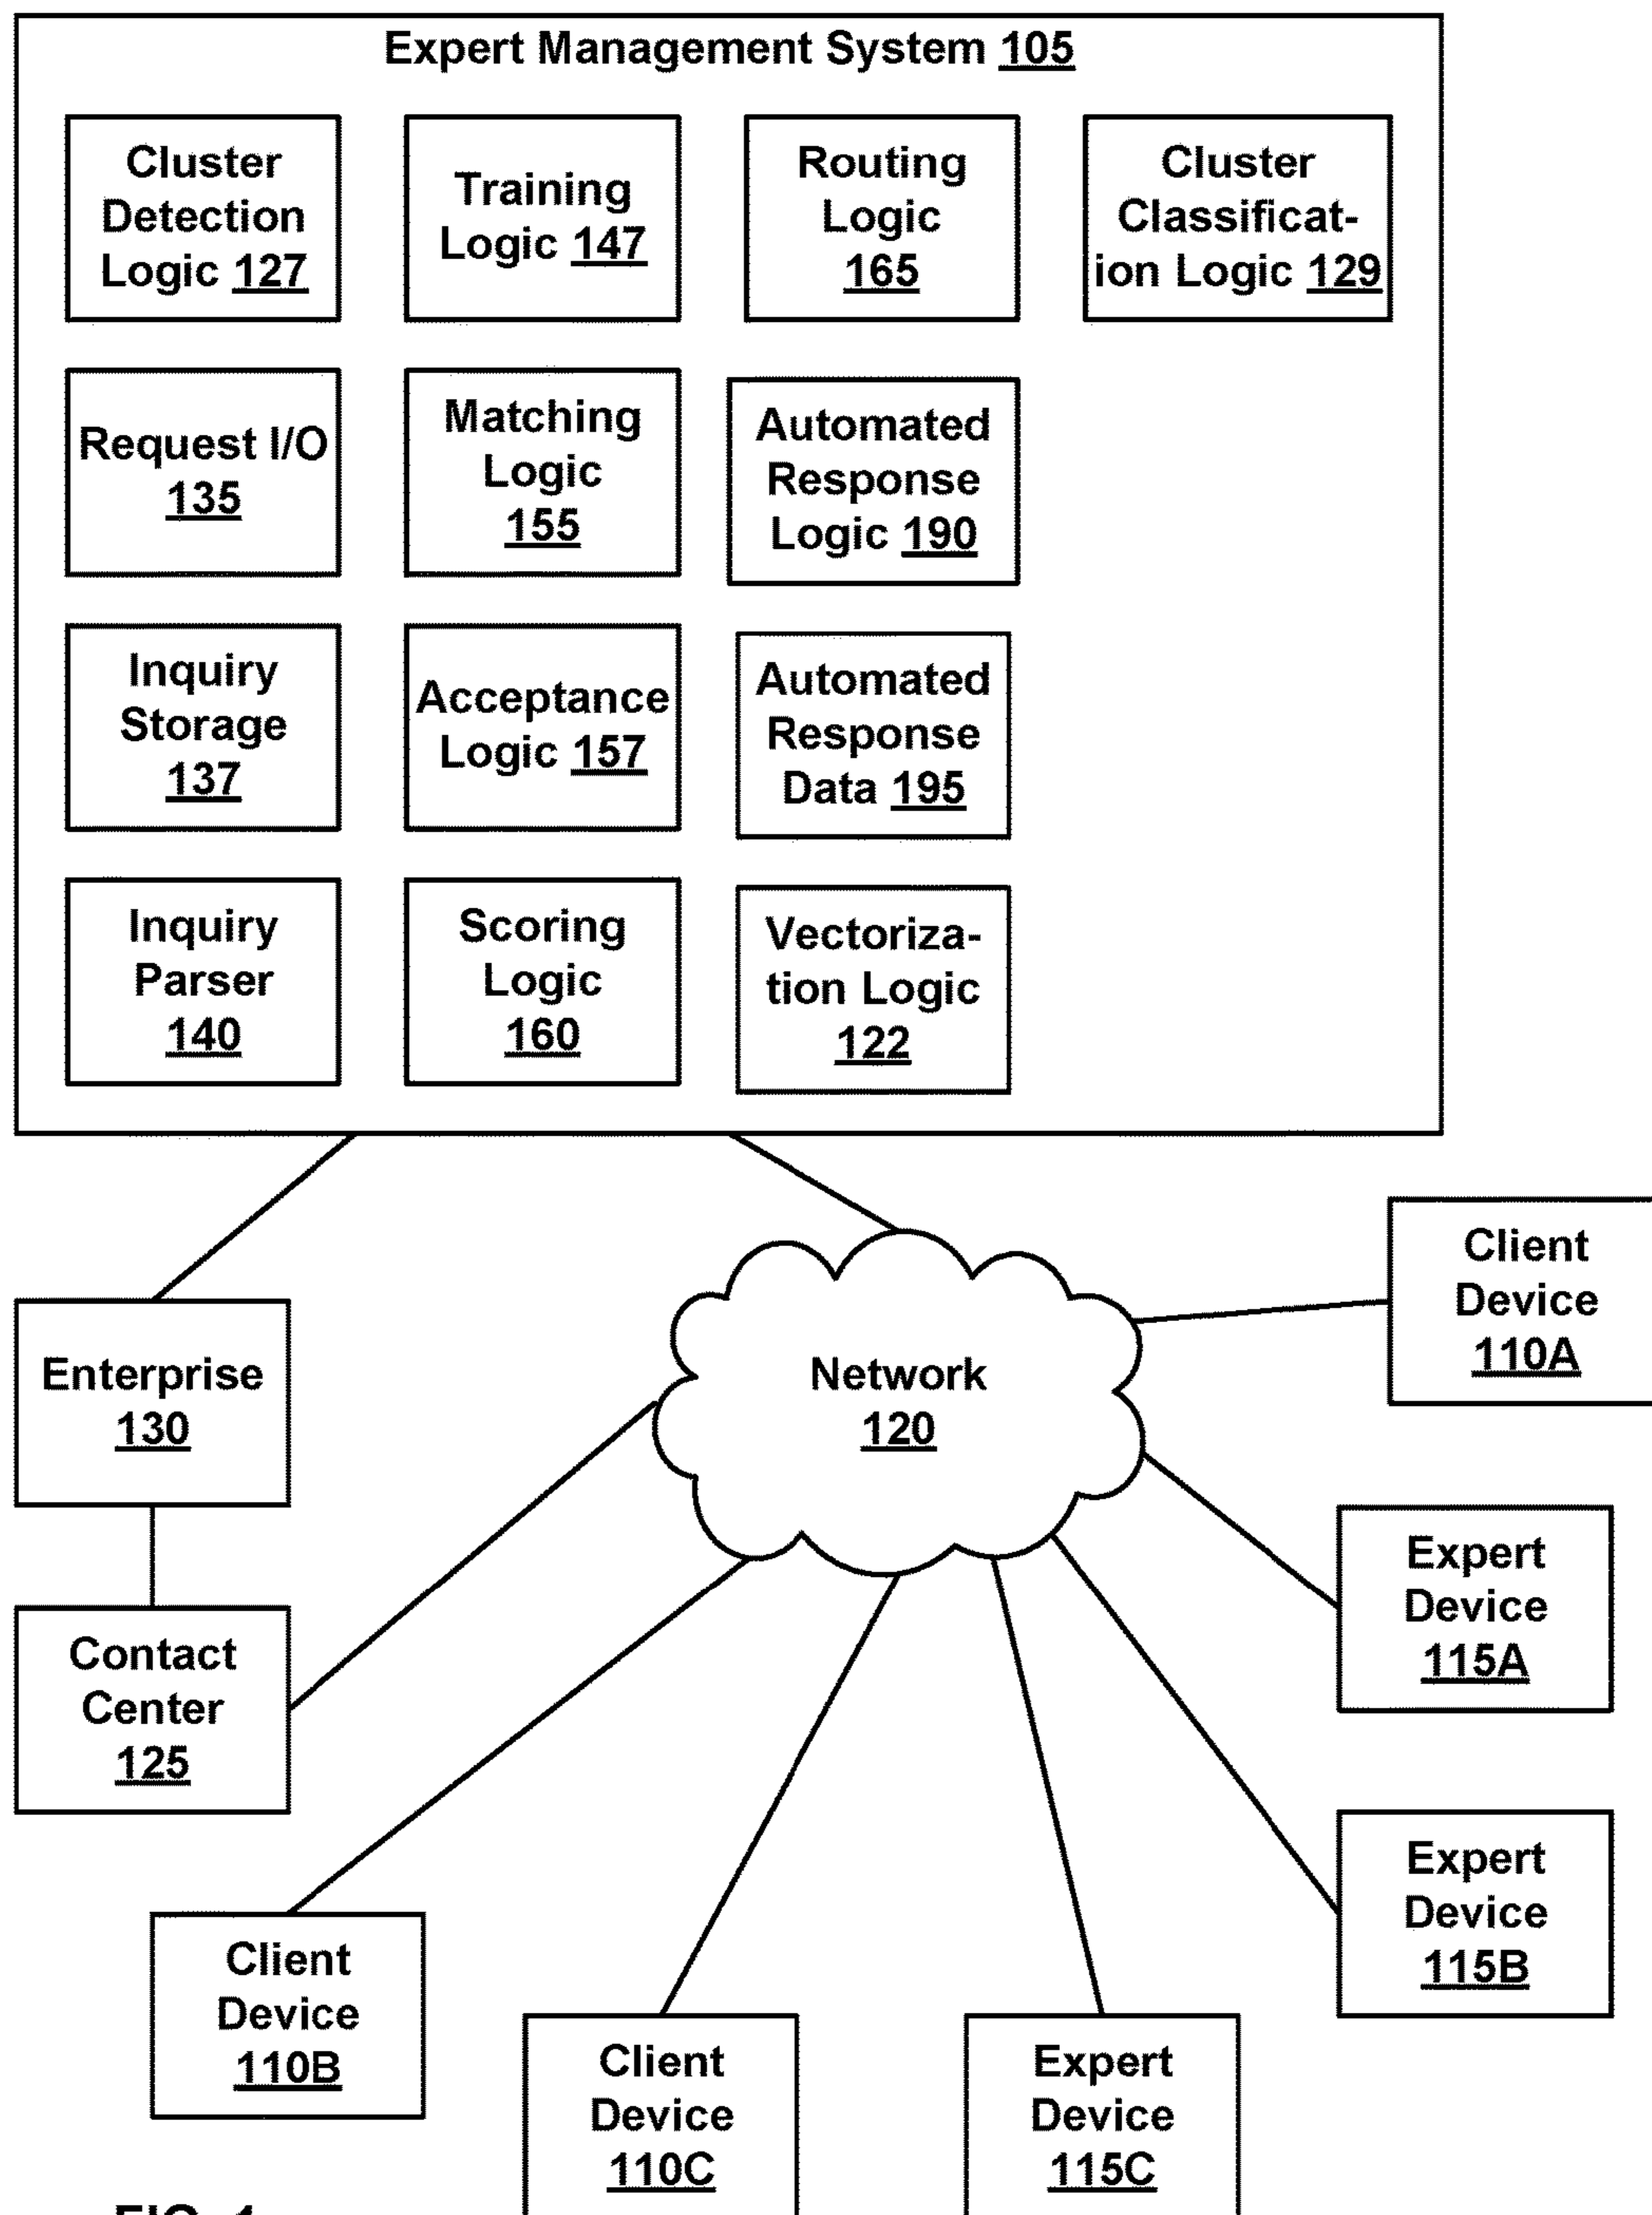 Expert Management System 105
Cluster
Detection
Logic 127
Training
Logic 147
Routing
Logic
165
Cluster
Classificat-
ion Logic 129
Request I/O
135
Matching
Logic
155
Automated
Response
Logic 190
Inquiry
Storage
137
Acceptance
Logic 157
Automated
Response
Data 195
Inquiry
Parser
140
Scoring
Logic
160
Vectoriza-
tion Logic
122
Client
Device
110A
Enterprise
130
Network
120
Expert
Device
115A
Contact
Center
125
Expert
Device
115B
Client
Device
110B
Client
Device
110C
Expert
Device
115C
FIG. 1